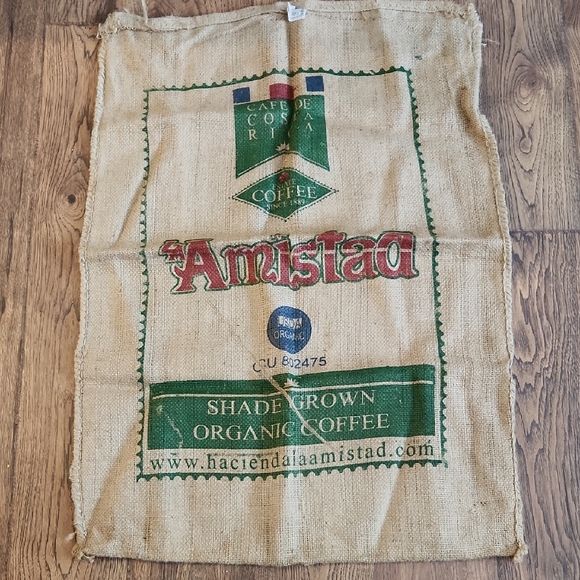 CAFE DE
COSTA
RICA
COFFEE
SINCE 1889
La Amistad
USDA
ORGANIC
CU 802475
SHADE GROWN
ORGANIC COFFEE
www.haciendalaamistad.com